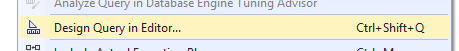 Analyze Query in Database Engine Tuning Advisor
Design Query in Editor... Ctrl+Shift+Q